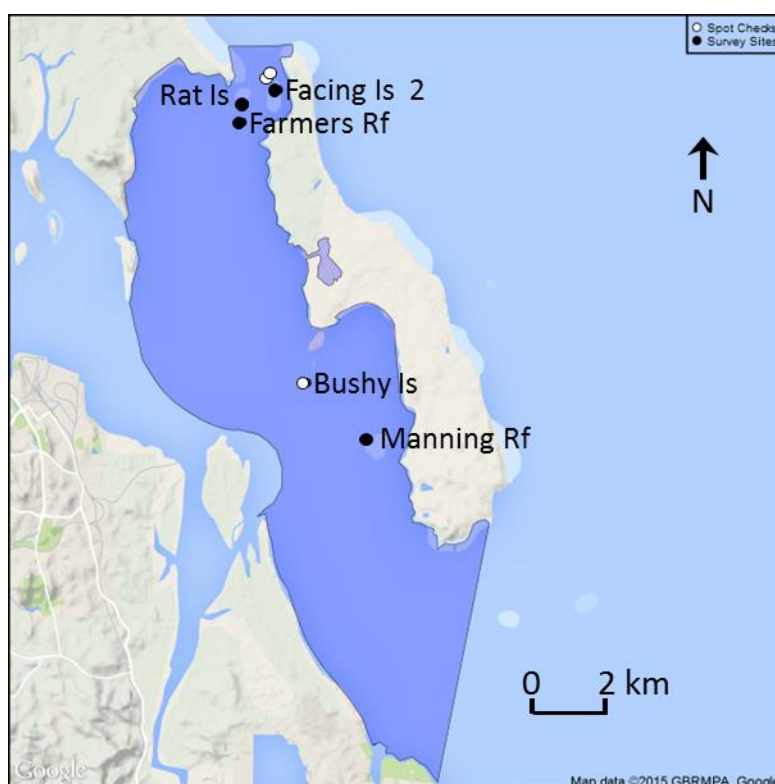 Spot Checks
Survey Sites
Rat Is
Facing Is 2
Farmers Rf
N
Bushy Is
Manning Rf
0 2 km
Google
Map data ©2015 GBRMPA, Google